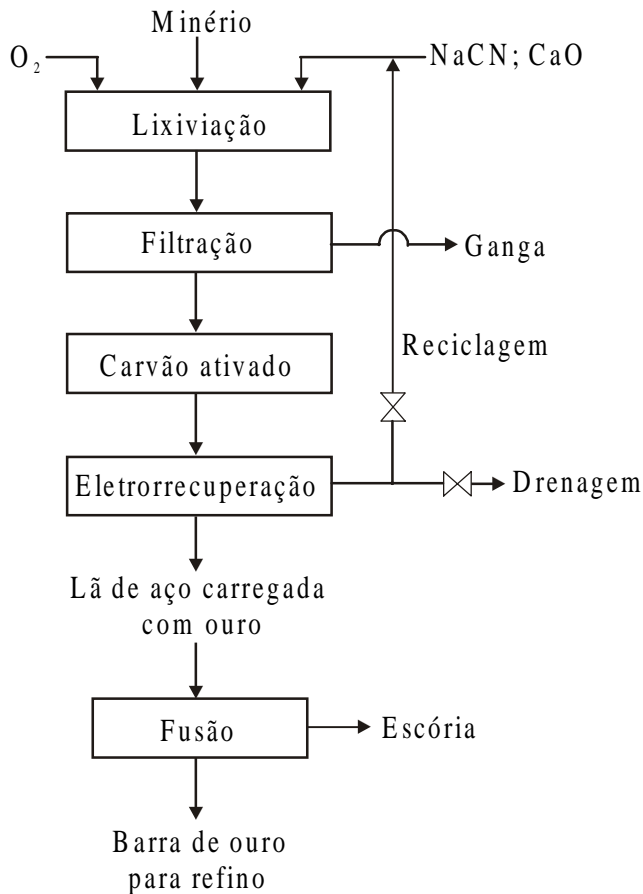 Minério
O₂
NaCN; CaO
Lixiviação
Filtração
Ganga
Carvão ativado
Reciclagem
Eletrorrecuperação
Drenagem
Lã de aço carregada
com ouro
Fusão
Escória
Barra de ouro
para refino